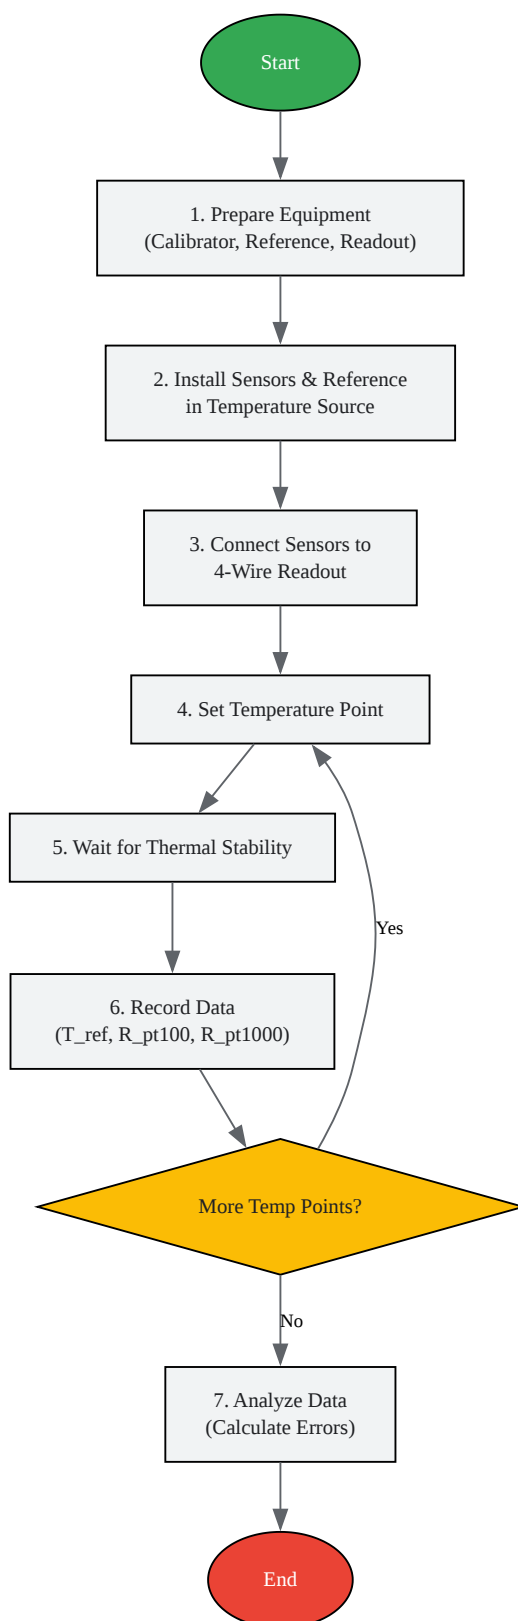 Start
1. Prepare Equipment
(Calibrator, Reference, Readout)
2. Install Sensors & Reference
in Temperature Source
3. Connect Sensors to
4-Wire Readout
4. Set Temperature Point
5. Wait for Thermal Stability
Yes
6. Record Data
(T_ref, R_pt100, R_pt1000)
More Temp Points?
No
7. Analyze Data
(Calculate Errors)
End